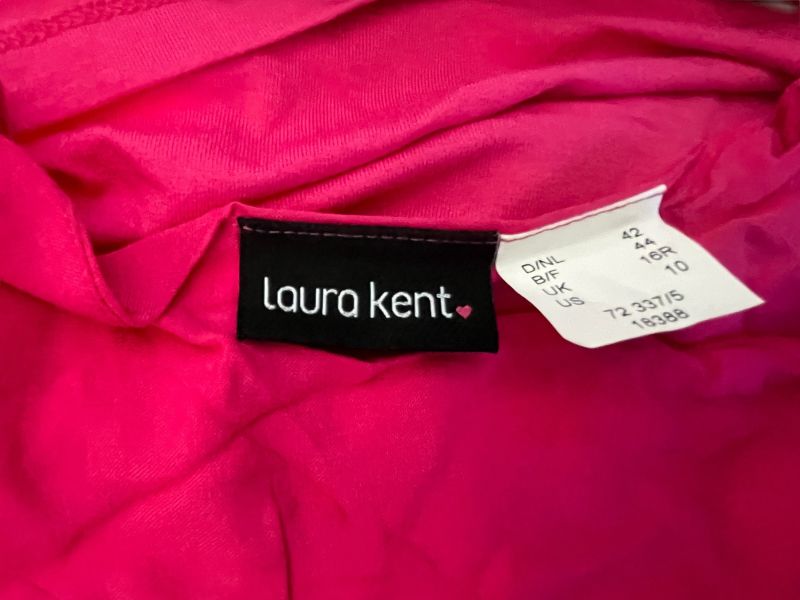 laura kent
D/NL 42
B/F 44
UK 16R
US 10
72 337/5
18388